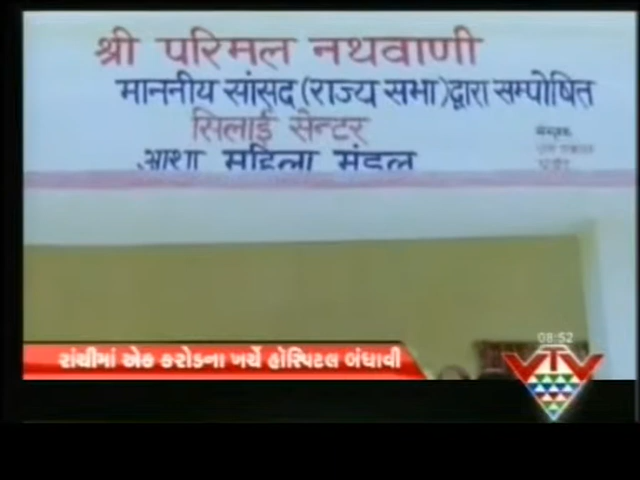 श्री परिमल नथवाणी
माननीय सांसद (राज्य सभा) द्वारा सम्पोषित
सिलाई सेन्टर
आशा महिला मंडल
રાંચીમાં એક કરોડના ખર્ચે હોસ્પિટલ બંધાવી
08:52
VTV